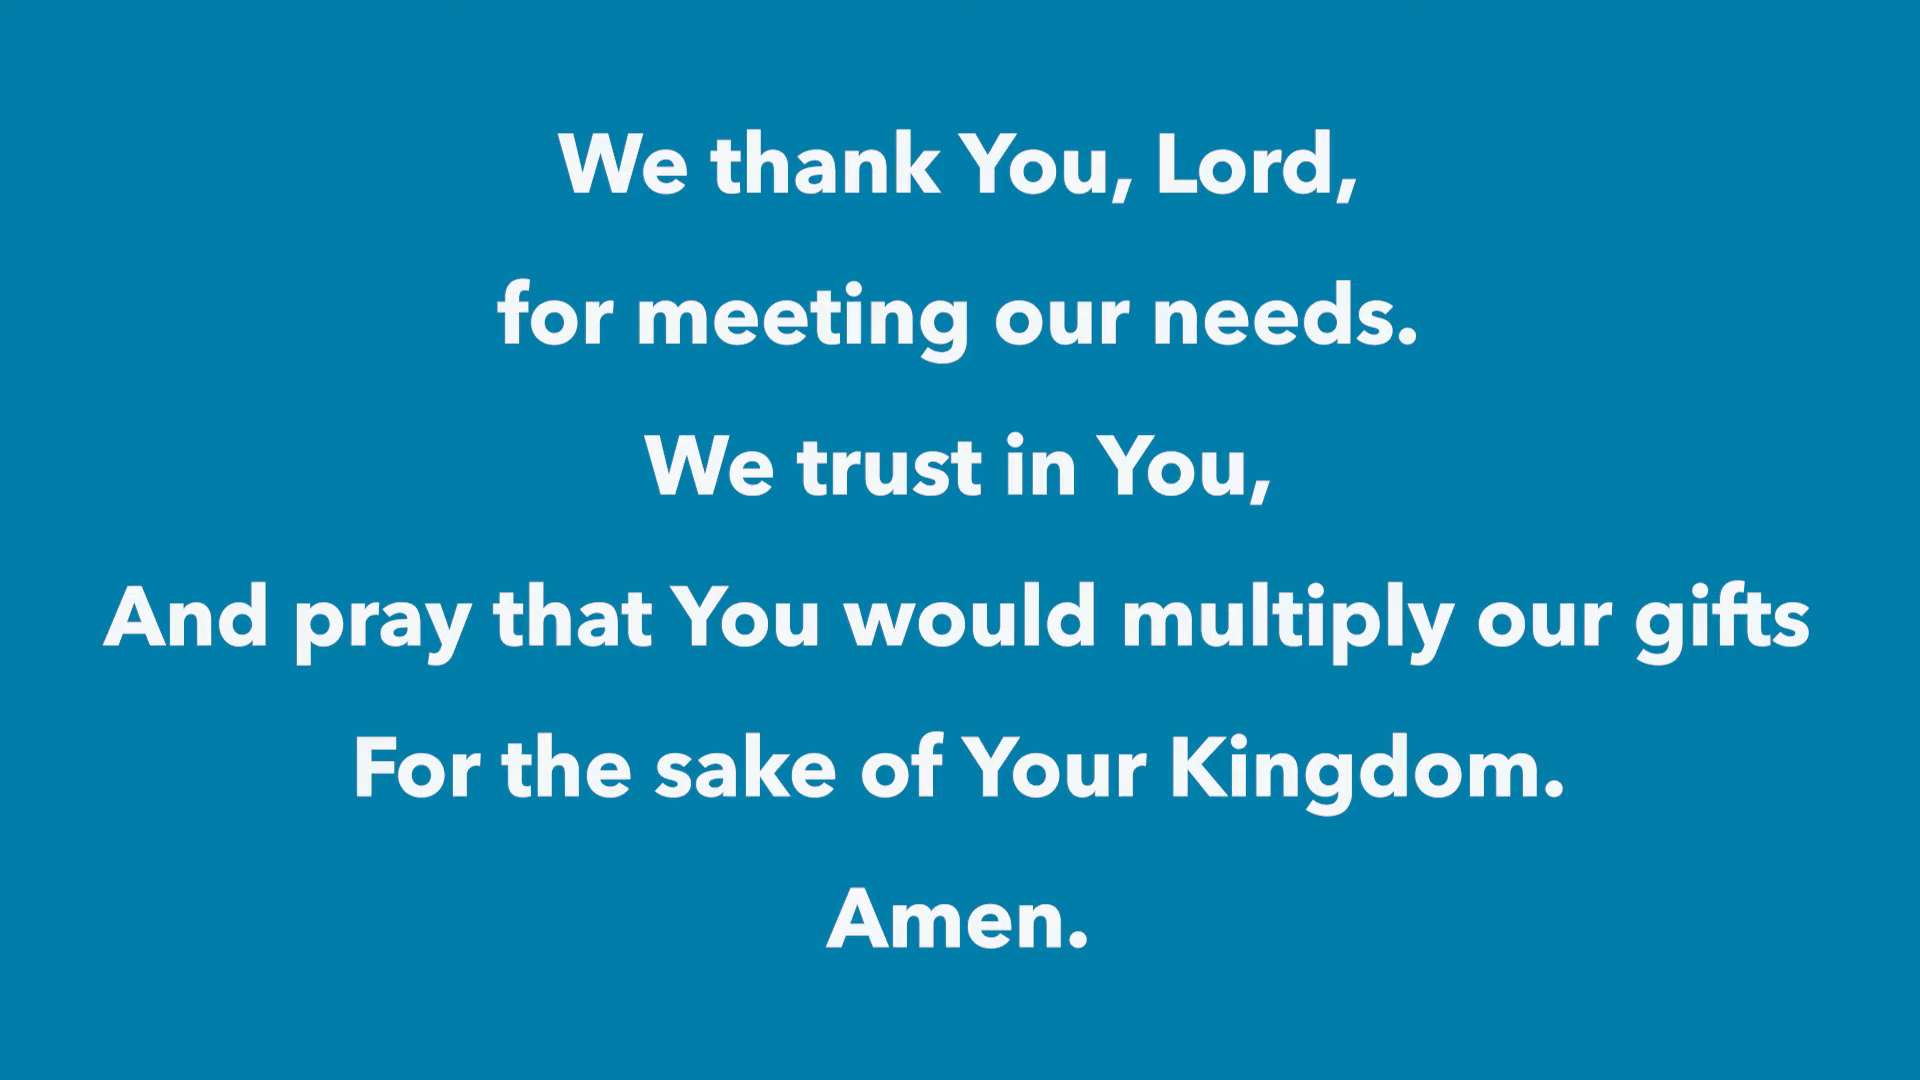 We thank You, Lord,
for meeting our needs.
We trust in You,
And pray that You would multiply our gifts
For the sake of Your Kingdom.
Amen.